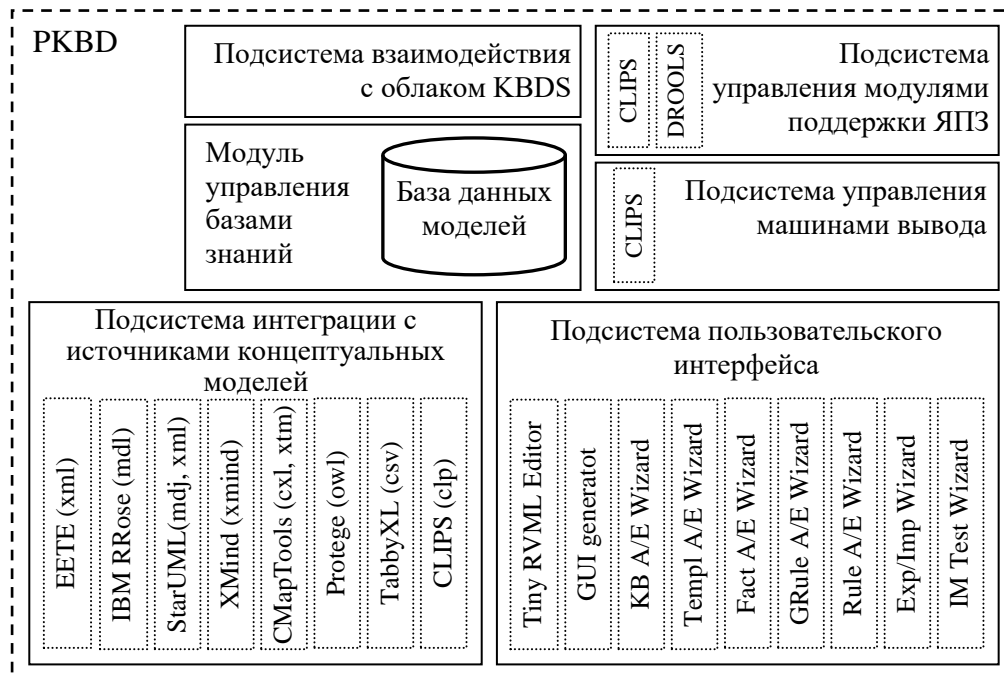 PKBD
Подсистема взаимодействия
с облаком KBDS
CLIPS
DROOLS
Подсистема
управления модулями
поддержки ЯПЗ
Модуль
управления
базами
знаний
База данных
моделей
CLIPS
Подсистема управления
машинами вывода
Подсистема интеграции с
источниками концептуальных
моделей
EETE (xml)
IBM RRose (mdl)
StarUML(mdj, xml)
XMind (xmind)
CMapTools (cxl, xtm)
Protege (owl)
TabbyXL (csv)
CLIPS (clp)
Подсистема пользовательского
интерфейса
Tiny RVML Editor
GUI generatot
KB A/E Wizard
Templ A/E Wizard
Fact A/E Wizard
GRule A/E Wizard
Rule A/E Wizard
Exp/Imp Wizard
IM Test Wizard